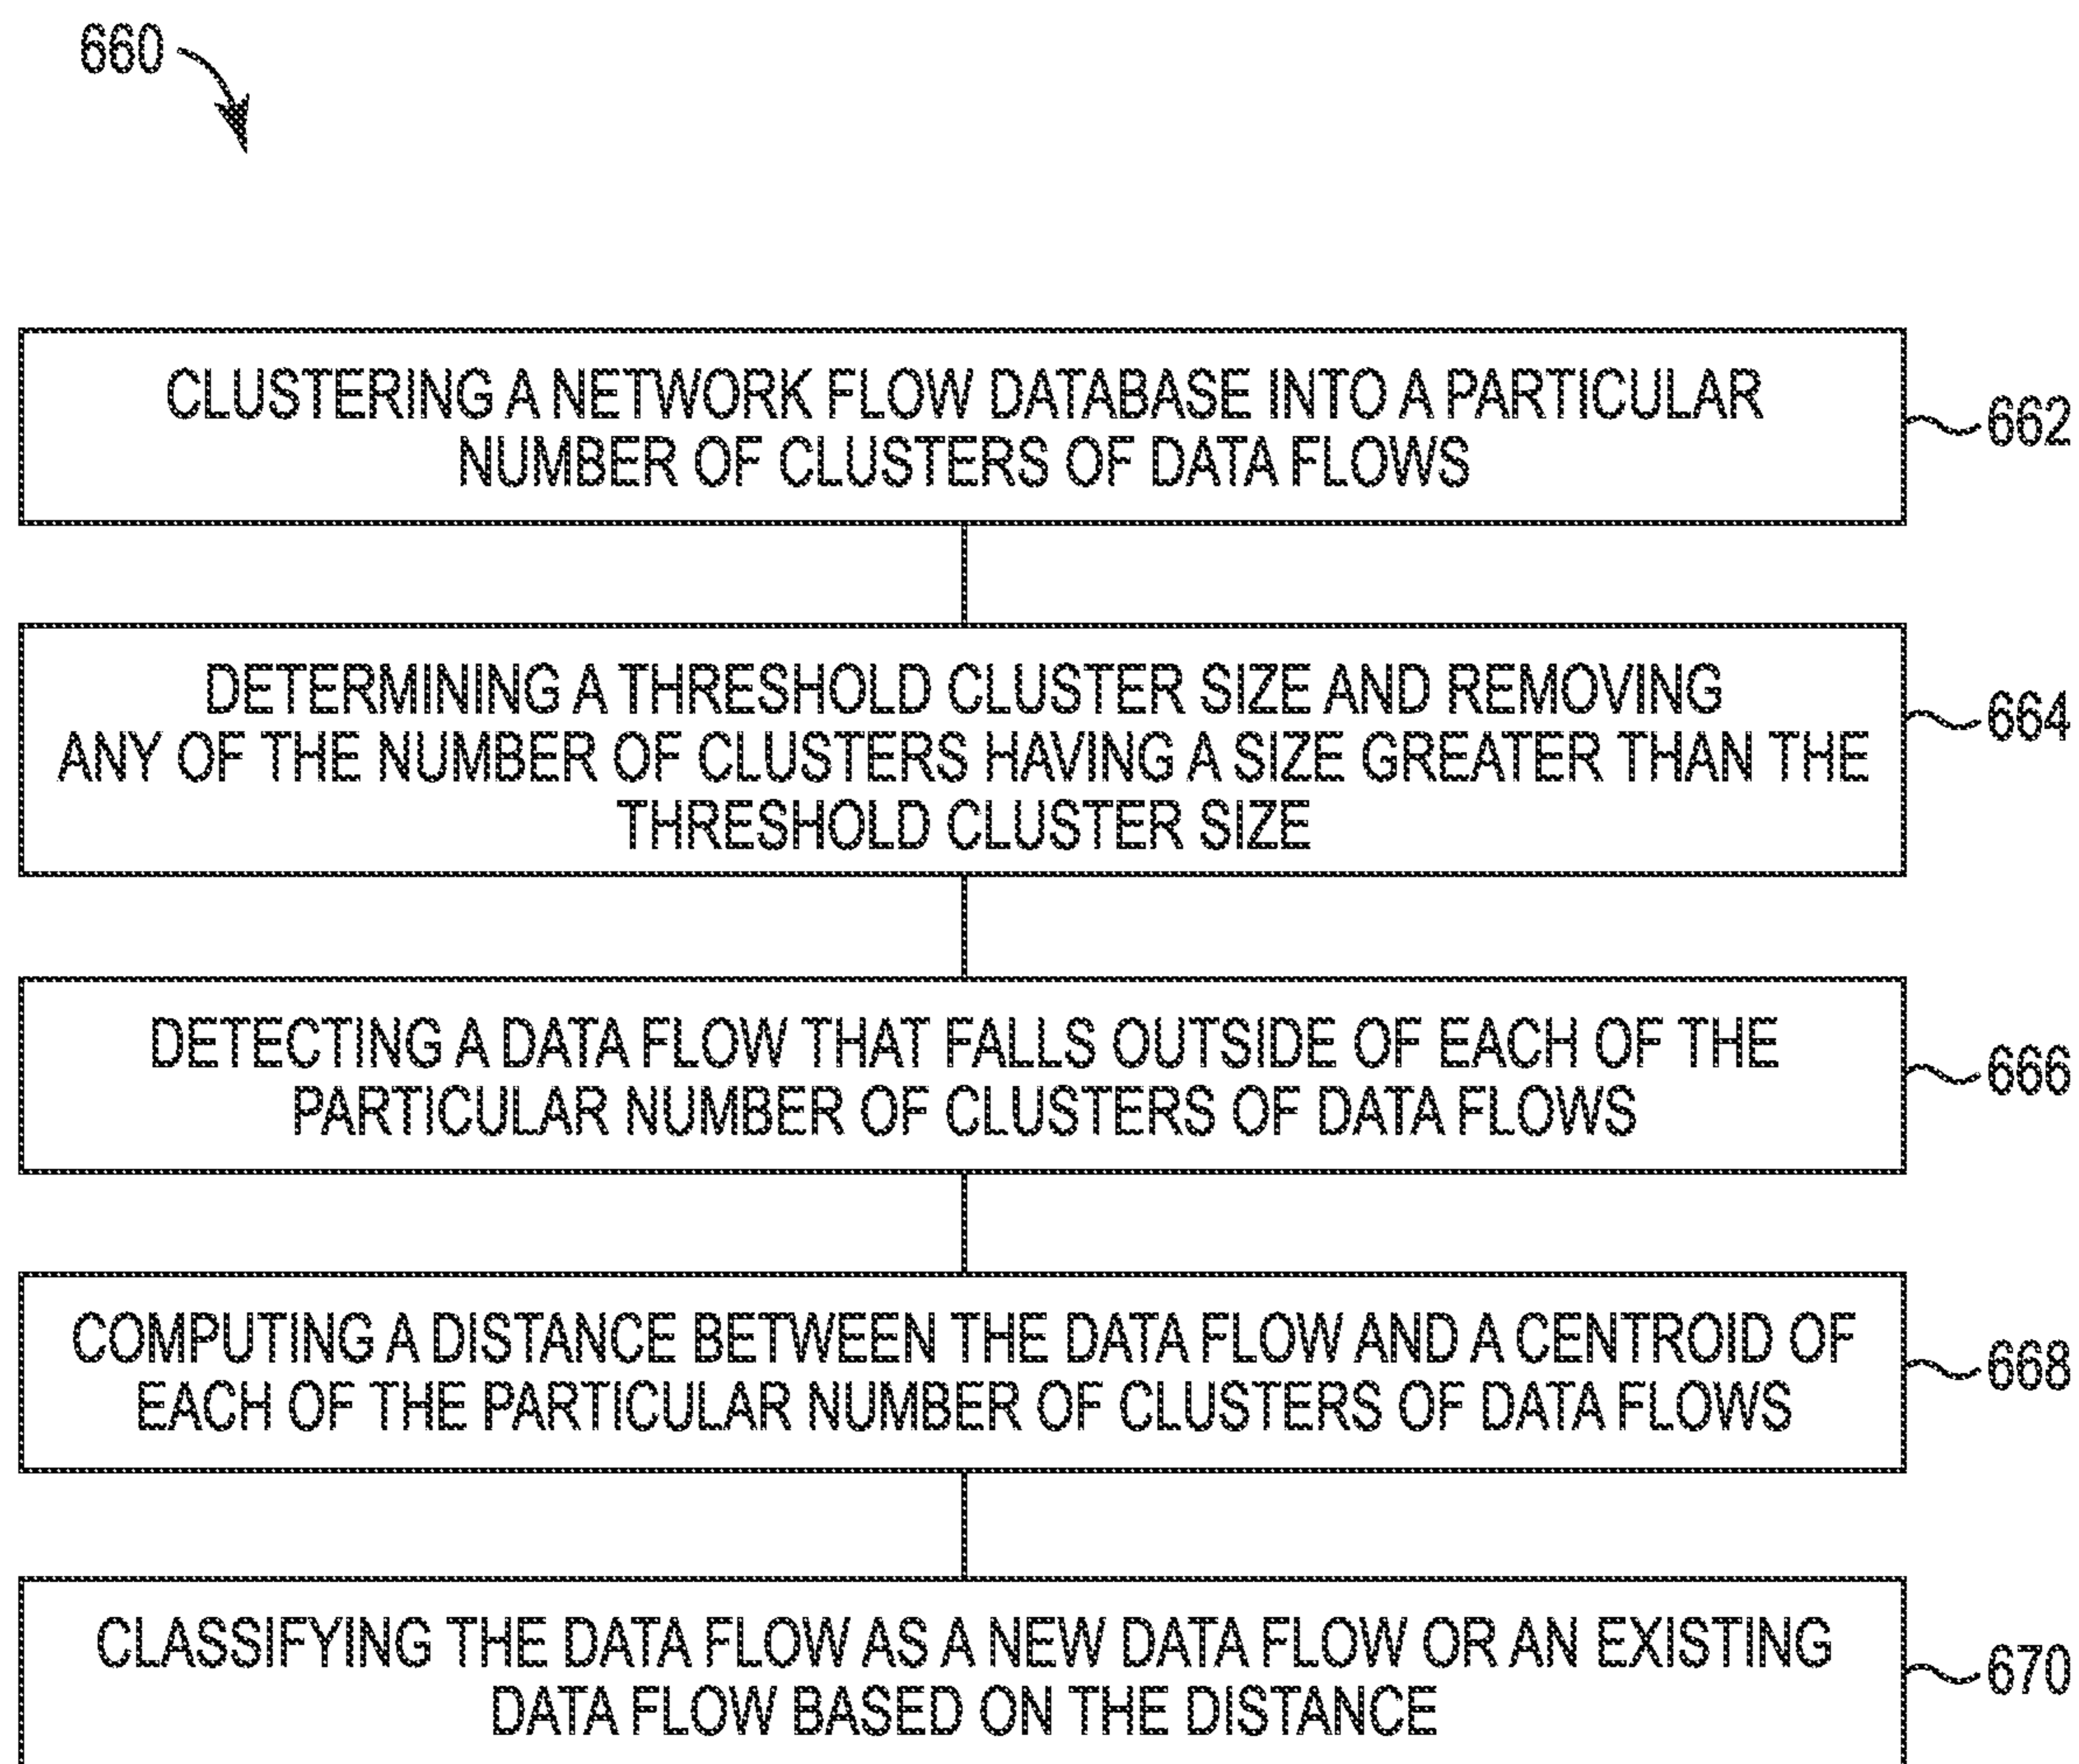 660
CLUSTERING A NETWORK FLOW DATABASE INTO A PARTICULAR
NUMBER OF CLUSTERS OF DATA FLOWS
662
DETERMINING A THRESHOLD CLUSTER SIZE AND REMOVING
ANY OF THE NUMBER OF CLUSTERS HAVING A SIZE GREATER THAN THE
THRESHOLD CLUSTER SIZE
664
DETECTING A DATA FLOW THAT FALLS OUTSIDE OF EACH OF THE
PARTICULAR NUMBER OF CLUSTERS OF DATA FLOWS
666
COMPUTING A DISTANCE BETWEEN THE DATA FLOW AND A CENTROID OF
EACH OF THE PARTICULAR NUMBER OF CLUSTERS OF DATA FLOWS
668
CLASSIFYING THE DATA FLOW AS A NEW DATA FLOW OR AN EXISTING
DATA FLOW BASED ON THE DISTANCE
670